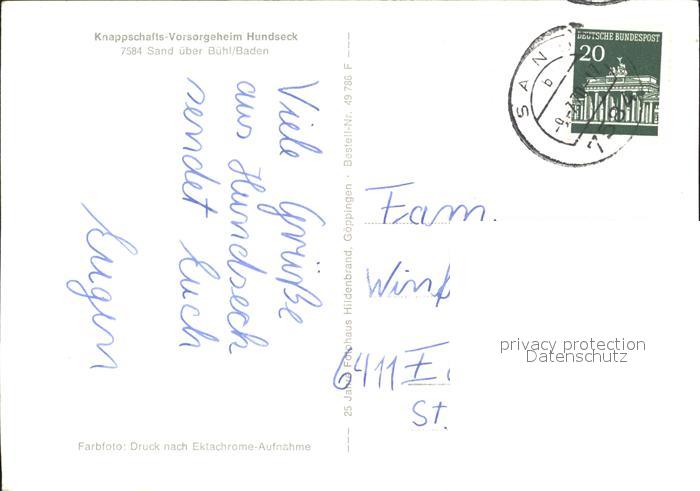 Knappschafts-Vorsorgeheim Hundseck
7584 Sand über Bühl/Baden
Viele Grüße
aus Hundseck
sendet Euch
Eugen
Farbfoto: Druck nach Ektachrome-Aufnahme
25 Jahre Fotohaus Hildenbrand, Göppingen · Bestell-Nr. 49 786 F
DEUTSCHE BUNDESPOST
20
SAND
b
7584
Fam.
6411
St.
privacy protection
Datenschutz